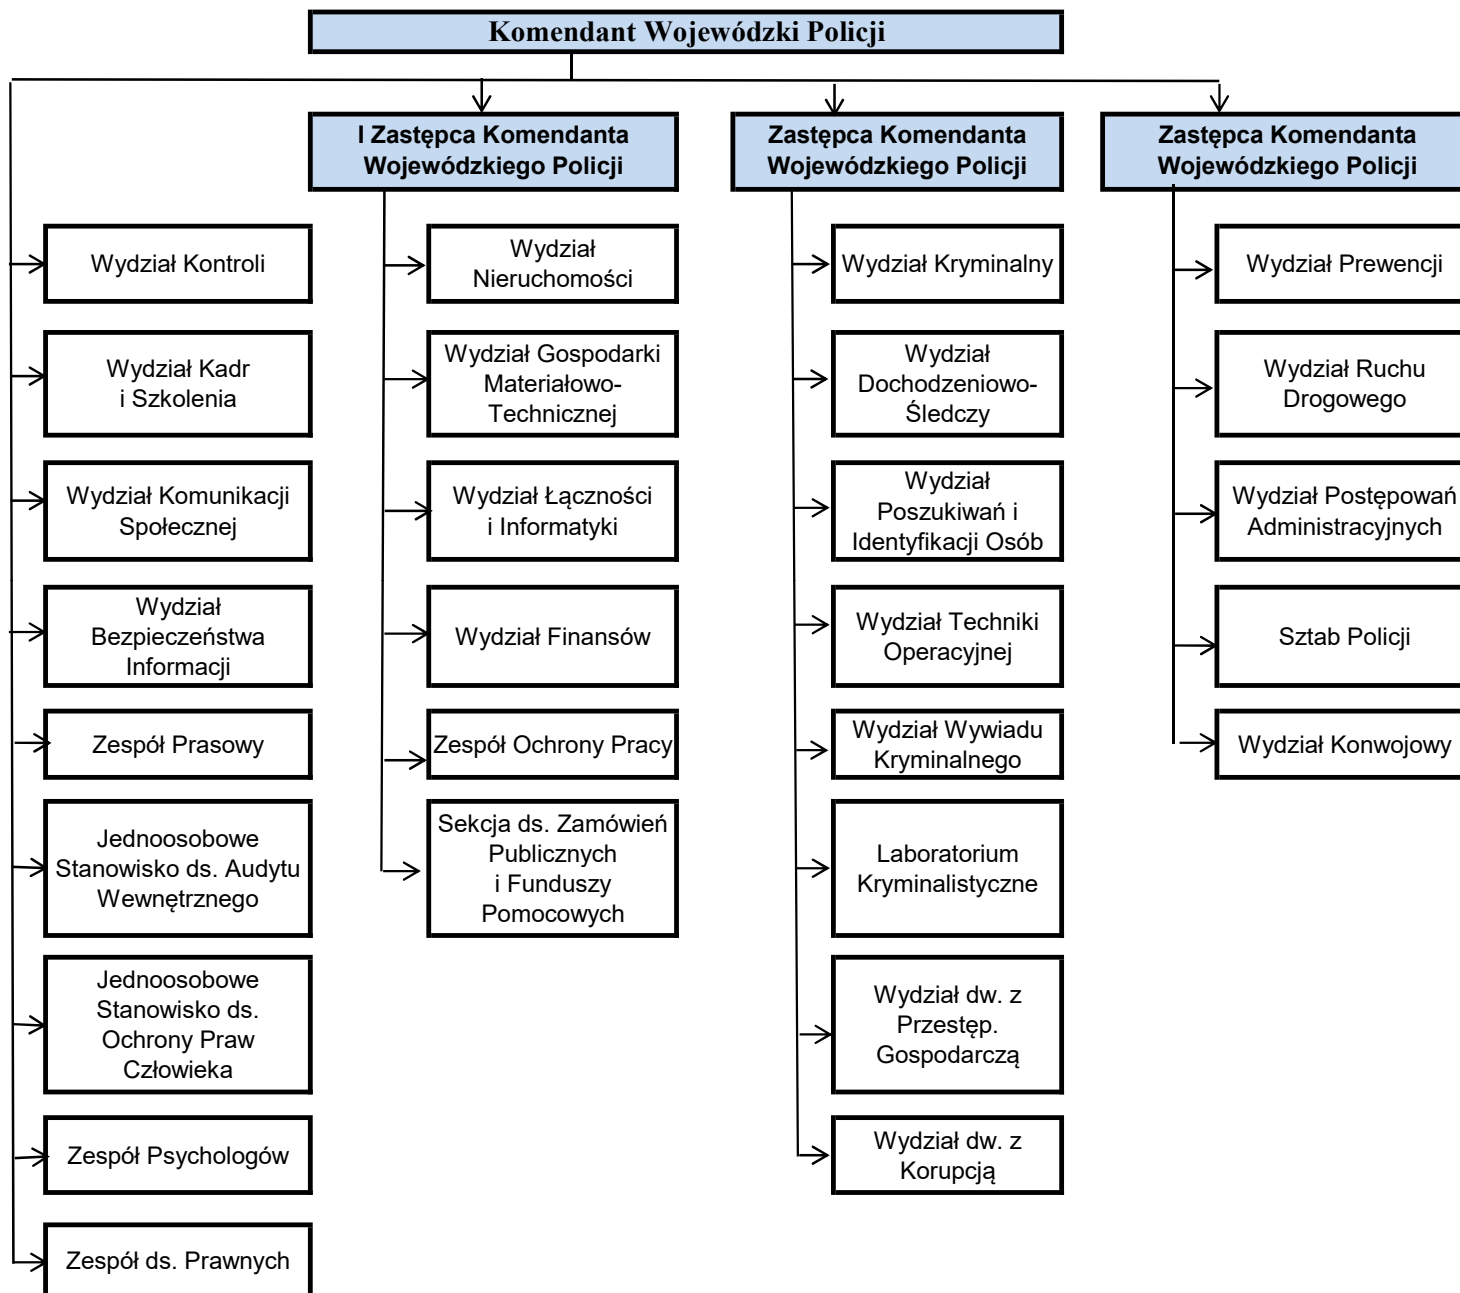 Komendant Wojewódzki Policji
I Zastępca Komendanta
Wojewódzkiego Policji
Zastępca Komendanta
Wojewódzkiego Policji
Zastępca Komendanta
Wojewódzkiego Policji
Wydział Kontroli
Wydział Kadr
i Szkolenia
Wydział Komunikacji
Społecznej
Wydział
Bezpieczeństwa
Informacji
Zespół Prasowy
Jednoosobowe
Stanowisko ds. Audytu
Wewnętrznego
Jednoosobowe
Stanowisko ds.
Ochrony Praw
Człowieka
Zespół Psychologów
Zespół ds. Prawnych
Wydział
Nieruchomości
Wydział Gospodarki
Materiałowo-
Technicznej
Wydział Łączności
i Informatyki
Wydział Finansów
Zespół Ochrony Pracy
Sekcja ds. Zamówień
Publicznych
i Funduszy
Pomocowych
Wydział Kryminalny
Wydział
Dochodzeniowo-
Śledczy
Wydział
Poszukiwań i
Identyfikacji Osób
Wydział Techniki
Operacyjnej
Wydział Wywiadu
Kryminalnego
Laboratorium
Kryminalistyczne
Wydział dw. z
Przestęp.
Gospodarczą
Wydział dw. z
Korupcją
Wydział Prewencji
Wydział Ruchu
Drogowego
Wydział Postępowań
Administracyjnych
Sztab Policji
Wydział Konwojowy